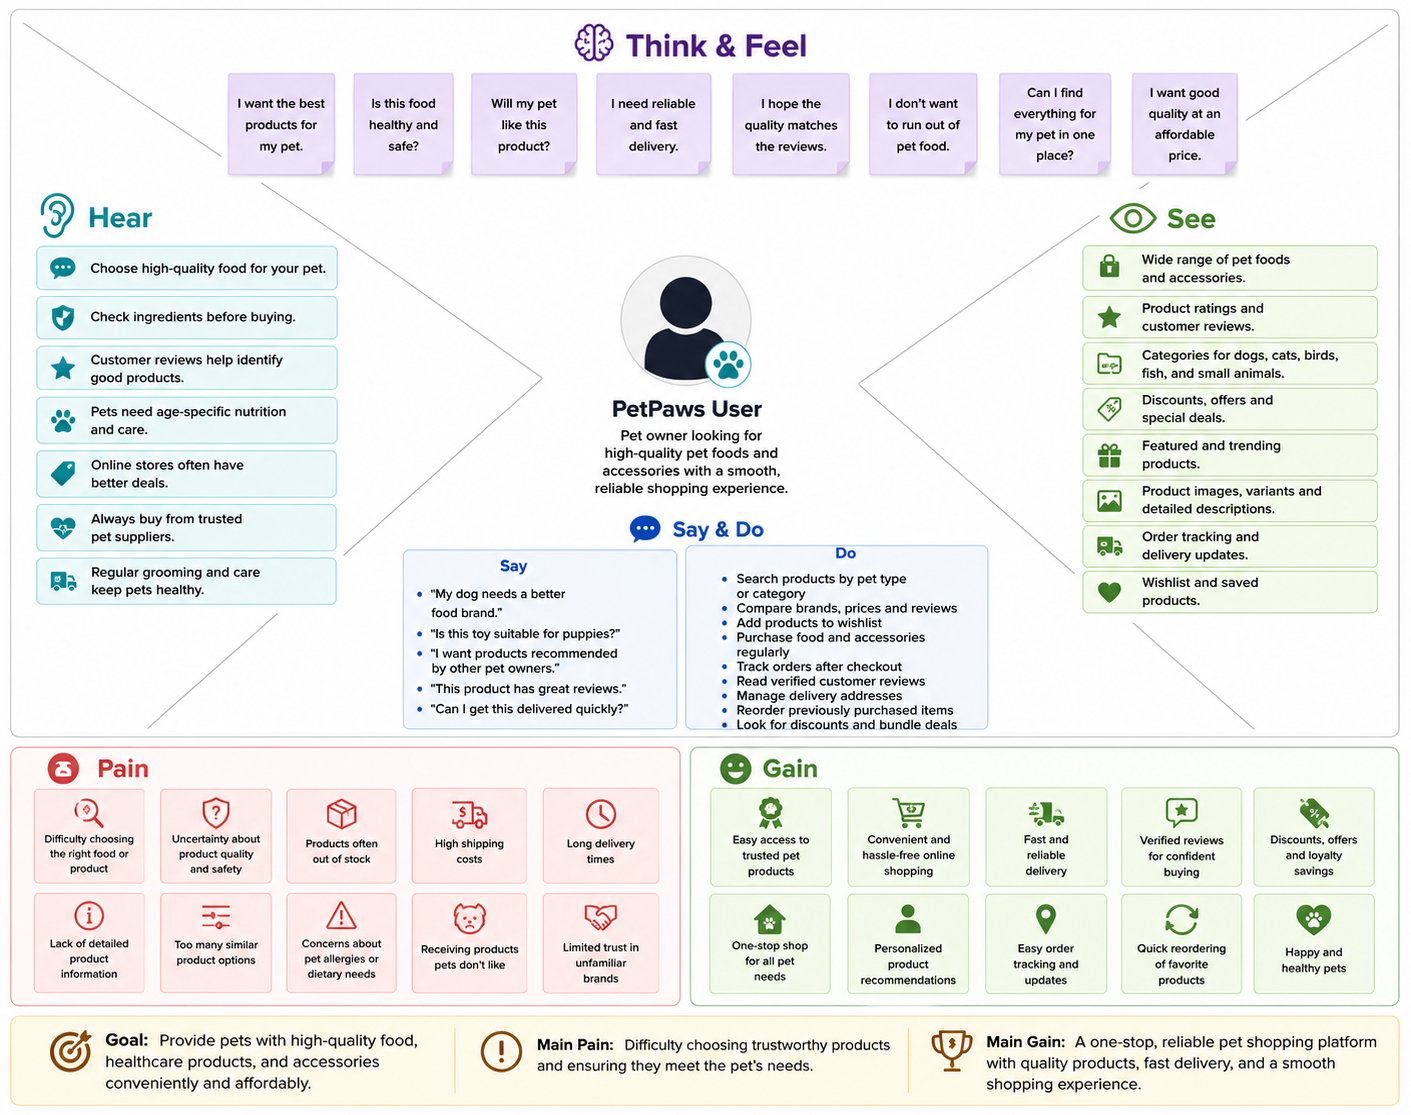 Think & Feel
I want the best
products for
my pet.
Is this food
healthy and
safe?
Will my pet
like this
product?
I need reliable
and fast
delivery.
I hope the
quality matches
the reviews.
I don't want
to run out of
pet food.
Can I find
everything for
my pet in one
place?
I want good
quality at an
affordable
price.
Hear
Choose high-quality food for your pet.
Check ingredients before buying.
Customer reviews help identify
good products.
Pets need age-specific nutrition
and care.
Online stores often have
better deals.
Always buy from trusted
pet suppliers.
Regular grooming and care
keep pets healthy.
PetPaws User
Pet owner looking for
high-quality pet foods and
accessories with a smooth,
reliable shopping experience.
See
Wide range of pet foods
and accessories.
Product ratings and
customer reviews.
Categories for dogs, cats, birds,
fish, and small animals.
Discounts, offers and
special deals.
Featured and trending
products.
Product images, variants and
detailed descriptions.
Order tracking and
delivery updates.
Wishlist and saved
products.
Say & Do
Say
• "My dog needs a better
food brand."
• "Is this toy suitable for puppies?"
• "I want products recommended
by other pet owners."
• "This product has great reviews."
• "Can I get this delivered quickly?"
Do
• Search products by pet type
or category
• Compare brands, prices and reviews
• Add products to wishlist
• Purchase food and accessories
regularly
• Track orders after checkout
• Read verified customer reviews
• Manage delivery addresses
• Reorder previously purchased items
• Look for discounts and bundle deals
Pain
Difficulty choosing
the right food or
product
Uncertainty about
product quality
and safety
Products often
out of stock
High shipping
costs
Long delivery
times
Lack of detailed
product
information
Too many similar
product options
Concerns about
pet allergies or
dietary needs
Receiving products
pets don't like
Limited trust in
unfamiliar
brands
Gain
Easy access to
trusted pet
products
Convenient and
hassle-free online
shopping
Fast and
reliable
delivery
Verified reviews
for confident
buying
Discounts, offers
and loyalty
savings
One-stop shop
for all pet
needs
Personalized
product
recommendations
Easy order
tracking and
updates
Quick reordering
of favorite
products
Happy and
healthy pets
Goal: Provide pets with high-quality food,
healthcare products, and accessories
conveniently and affordably.
Main Pain: Difficulty choosing trustworthy products
and ensuring they meet the pet's needs.
Main Gain: A one-stop, reliable pet shopping platform
with quality products, fast delivery, and a smooth
shopping experience.